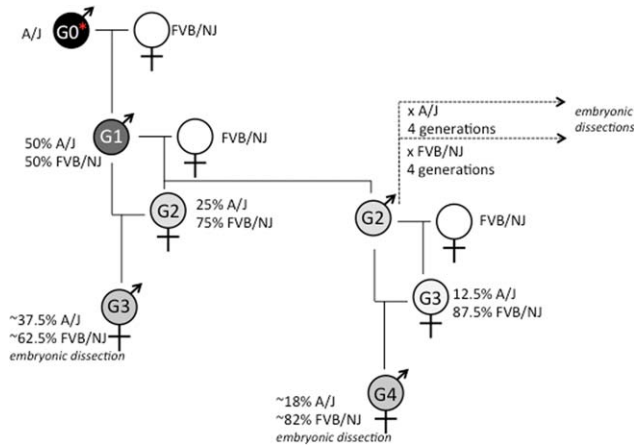 A/J
G0*
FVB/NJ
G1
50% A/J
50% FVB/NJ
FVB/NJ
x A/J
4 generations
x FVB/NJ
4 generations
embryonic
dissections
G2
25% A/J
75% FVB/NJ
G2
FVB/NJ
G3
~37.5% A/J
~62.5% FVB/NJ
embryonic dissection
G3
12.5% A/J
87.5% FVB/NJ
G4
~18% A/J
~82% FVB/NJ
embryonic dissection